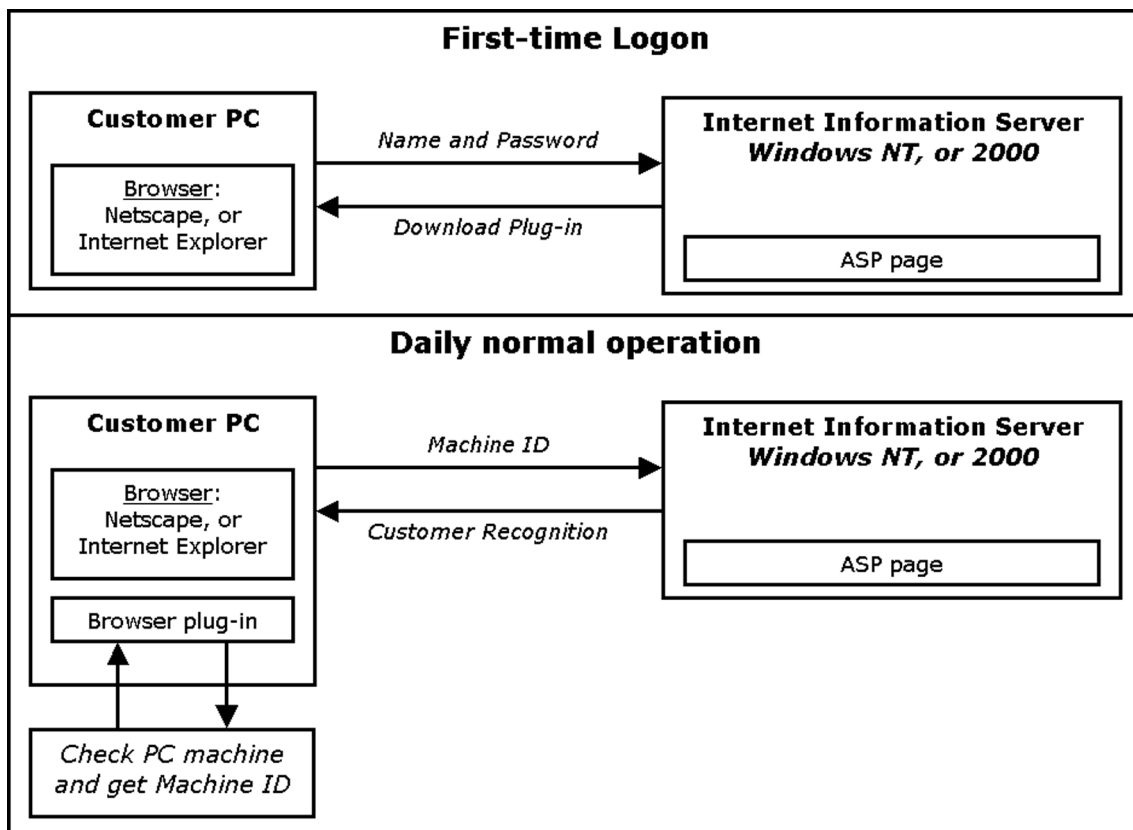 First-time Logon
Customer PC
Browser:
Netscape, or
Internet Explorer
Name and Password
Download Plug-in
Internet Information Server
Windows NT, or 2000
ASP page
Daily normal operation
Customer PC
Browser:
Netscape, or
Internet Explorer
Browser plug-in
Machine ID
Customer Recognition
Internet Information Server
Windows NT, or 2000
ASP page
Check PC machine
and get Machine ID